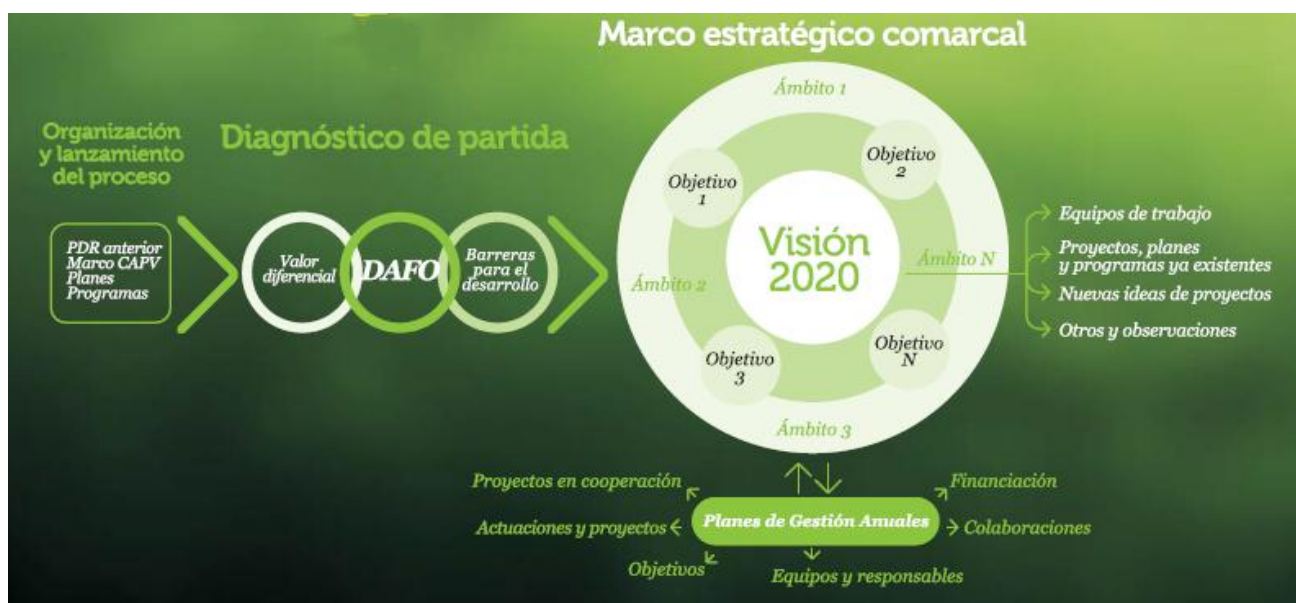 Marco estratégico comarcal
Organización
y lanzamiento
del proceso
Diagnóstico de partida
PDR anterior
Marco CAPV
Planes
Programas
Valor
diferencial
DAFO
Barreras
para el
desarrollo
Ámbito 1
Objetivo
1
Objetivo
2
Visión
2020
Ámbito 2
Ámbito N
Objetivo
3
Objetivo
N
Ámbito 3
Equipos de trabajo
Proyectos, planes
y programas ya existentes
Nuevas ideas de proyectos
Otros y observaciones
Proyectos en cooperación
Financiación
Actuaciones y proyectos
Planes de Gestión Anuales
Colaboraciones
Objetivos
Equipos y responsables